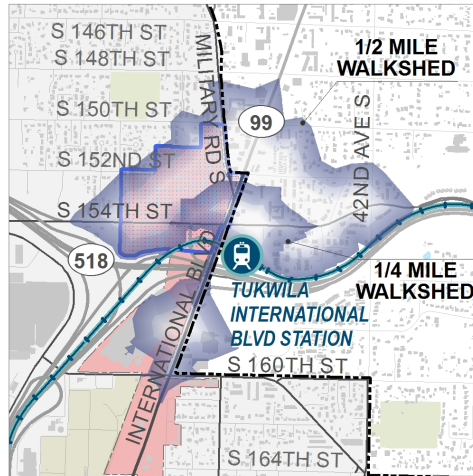 S 146TH ST
S 148TH ST
MILITARY RD S
1/2 MILE
WALKSHED
S 150TH ST
99
42ND AVE S
S 152ND ST
S 154TH ST
518
1/4 MILE
WALKSHED
TUKWILA
INTERNATIONAL
BLVD STATION
INTERNATIONAL BLVD
S 160TH ST
S 164TH ST